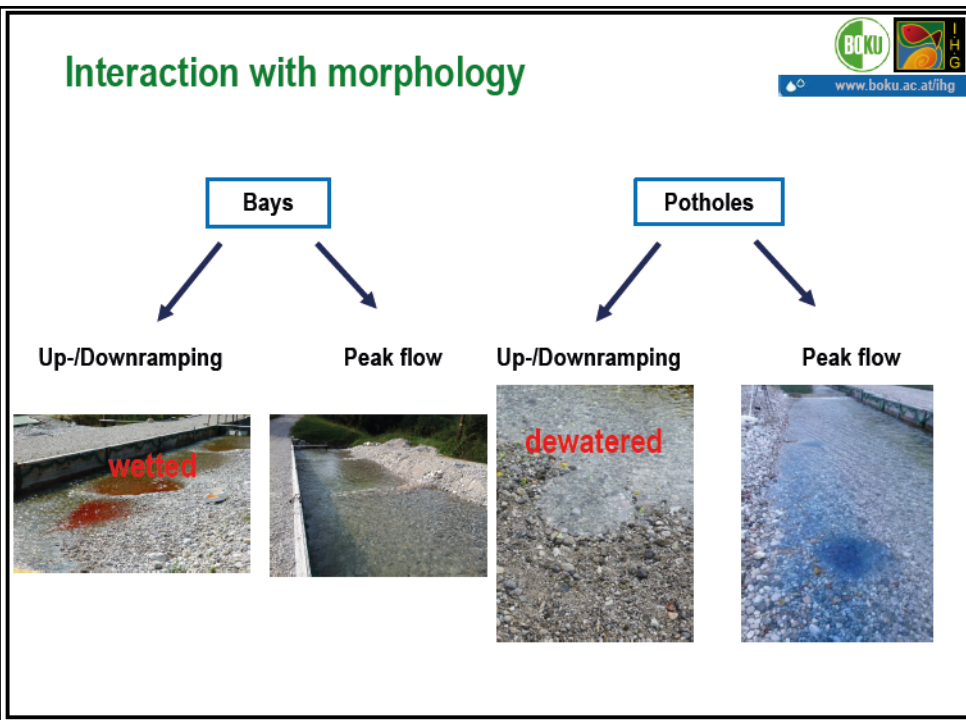 Interaction with morphology
BOKU
I.H.G
www.boku.ac.at/ihg
Bays
Potholes
Up-/Downramping
Peak flow
Up-/Downramping
Peak flow
wetted
dewatered